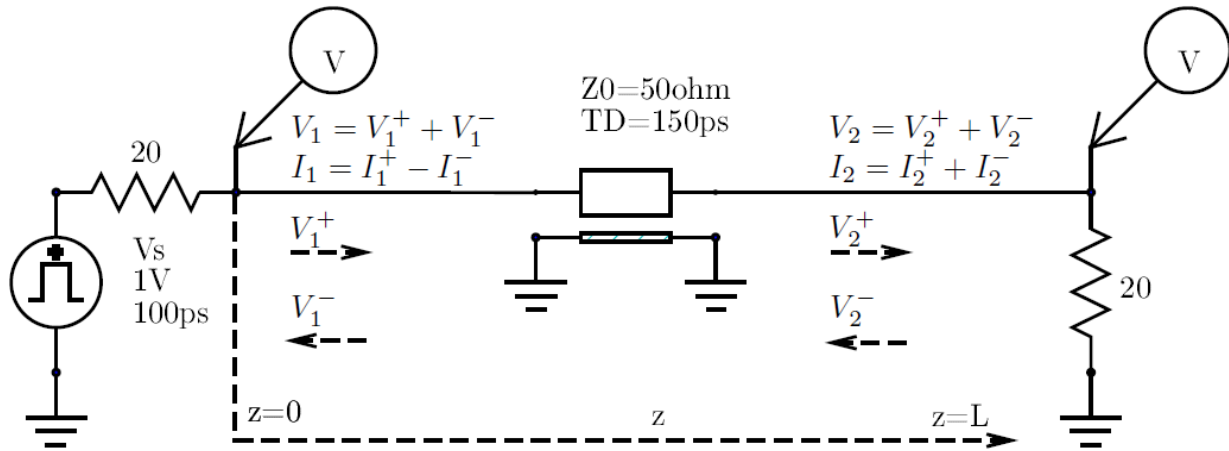 V
V
Z0=50ohm
TD=150ps
V₁ = V₁⁺ + V₁⁻
I₁ = I₁⁺ − I₁⁻
V₂ = V₂⁺ + V₂⁻
I₂ = I₂⁺ + I₂⁻
20
V₁⁺
V₂⁺
Vs
1V
100ps
V₁⁻
V₂⁻
20
z=0
z
z=L